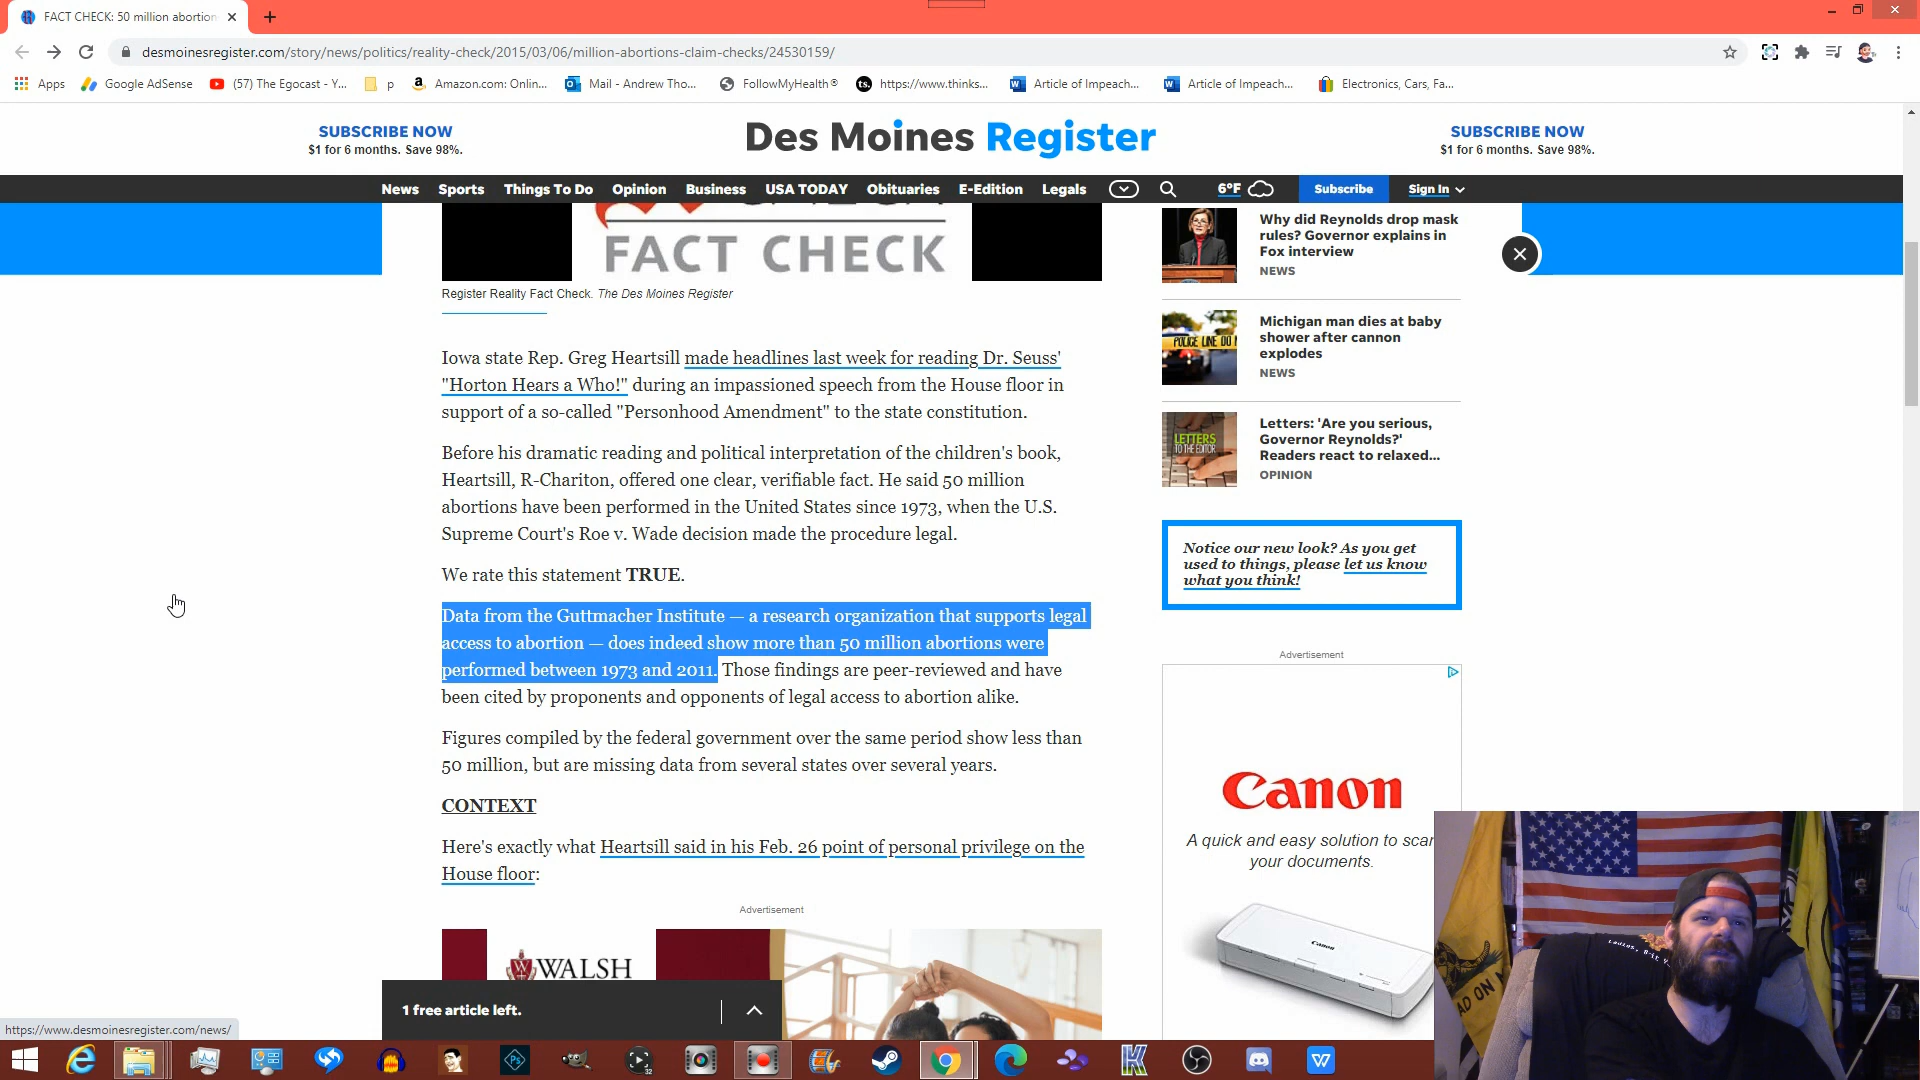 FACT CHECK: 50 million abortion
desmoinesregister.com/story/news/politics/reality-check/2015/03/06/million-abortions-claim-checks/24530159/
Apps
Google AdSense
(57) The Egocast - Y...
p
Amazon.com: Onlin...
Mail - Andrew Tho...
FollowMyHealth®
https://www.thinks...
Article of Impeach...
Article of Impeach...
Electronics, Cars, Fa...
SUBSCRIBE NOW
$1 for 6 months. Save 98%.
Des Moines Register
SUBSCRIBE NOW
$1 for 6 months. Save 98%.
News Sports Things To Do Opinion Business USA TODAY Obituaries E-Edition Legals
6°F
Subscribe
Sign In
FACT CHECK
Register Reality Fact Check. The Des Moines Register
Iowa state Rep. Greg Heartsill made headlines last week for reading Dr. Seuss'
"Horton Hears a Who!" during an impassioned speech from the House floor in
support of a so-called "Personhood Amendment" to the state constitution.
Before his dramatic reading and political interpretation of the children's book,
Heartsill, R-Chariton, offered one clear, verifiable fact. He said 50 million
abortions have been performed in the United States since 1973, when the U.S.
Supreme Court's Roe v. Wade decision made the procedure legal.
We rate this statement TRUE.
Data from the Guttmacher Institute — a research organization that supports legal
access to abortion — does indeed show more than 50 million abortions were
performed between 1973 and 2011. Those findings are peer-reviewed and have
been cited by proponents and opponents of legal access to abortion alike.
Figures compiled by the federal government over the same period show less than
50 million, but are missing data from several states over several years.
CONTEXT
Here's exactly what Heartsill said in his Feb. 26 point of personal privilege on the
House floor:
Advertisement
WALSH
1 free article left.
https://www.desmoinesregister.com/news/
Why did Reynolds drop mask
rules? Governor explains in
Fox interview
NEWS
POLICE LINE DO
Michigan man dies at baby
shower after cannon
explodes
NEWS
LETTERS
TO THE EDITOR
Letters: 'Are you serious,
Governor Reynolds?'
Readers react to relaxed...
OPINION
Notice our new look? As you get
used to things, please let us know
what you think!
Advertisement
Canon
A quick and easy solution to scan
your documents.
Canon
AD ON
Ps
32